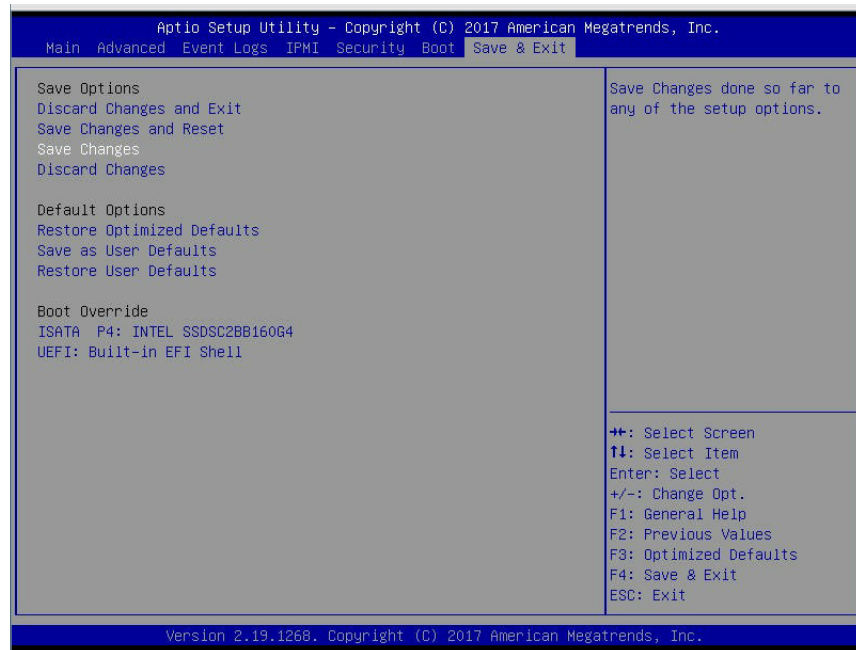 Aptio Setup Utility – Copyright (C) 2017 American Megatrends, Inc.
Main Advanced Event Logs IPMI Security Boot Save & Exit
Save Options
Discard Changes and Exit
Save Changes and Reset
Save Changes
Discard Changes
Default Options
Restore Optimized Defaults
Save as User Defaults
Restore User Defaults
Boot Override
ISATA P4: INTEL SSDSC2BB160G4
UEFI: Built-in EFI Shell
Save Changes done so far to
any of the setup options.
→←: Select Screen
↑↓: Select Item
Enter: Select
+/-: Change Opt.
F1: General Help
F2: Previous Values
F3: Optimized Defaults
F4: Save & Exit
ESC: Exit
Version 2.19.1268. Copyright (C) 2017 American Megatrends, Inc.